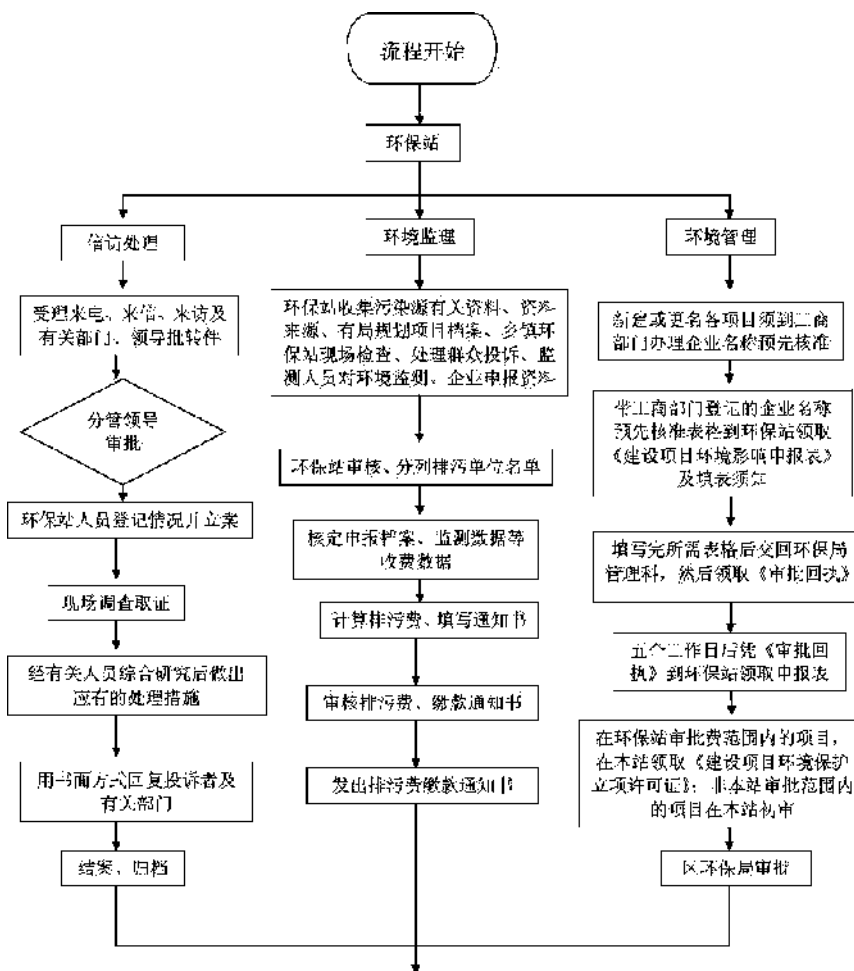 流程开始
环保站
信访处理
环境监理
环境管理
受理来电、来信、来访及
有关部门、领导批转件
分管领导
审批
环保站人员登记情况并立案
现场调查取证
经有关人员综合研究后做出
应有的处理措施
用书面方式回复投诉者及
有关部门
结案、归档
环保站收集污染源有关资料、资料
来源、有局规划项目档案、乡镇环
保站现场检查、处理群众投诉、监
测人员对环境监测、企业申报资料
环保站审核、分列排污单位名单
核定申报档案、监测数据等
收费数据
计算排污费、填写通知书
审核排污费、缴款通知书
发出排污费缴款通知书
新建或更名各项目须到工商
部门办理企业名称预先核准
带工商部门登记的企业名称
预先核准表格到环保站领取
《建设项目环境影响申报表》
及填表须知
填写完所需表格后交回环保局
管理科，然后领取《审批回执》
五个工作日后凭《审批回
执》到环保站领取申报表
在环保站审批费范围内的项目，
在本站领取《建设项目环境保护
立项许可证》；非本站审批范围内
的项目在本站初审
区环保局审批